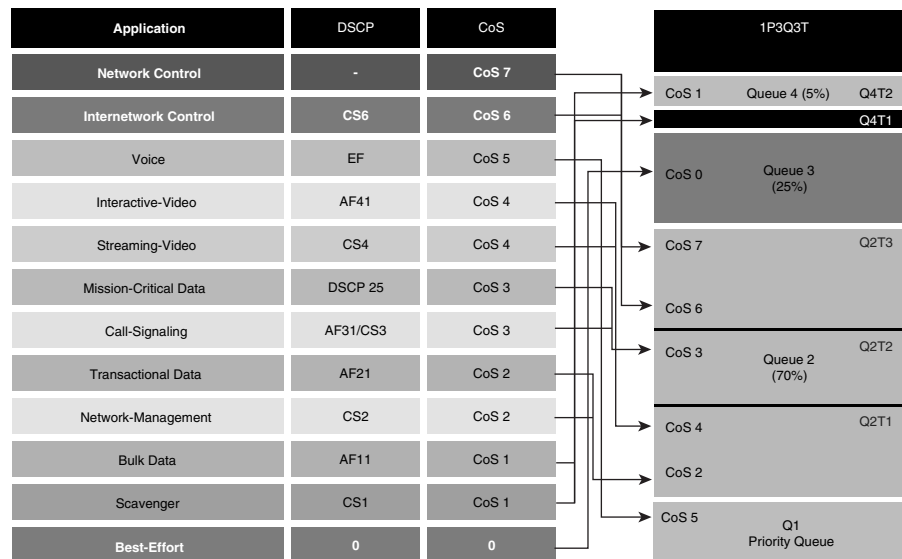 Application DSCP CoS 1P3Q3T
Network Control - CoS 7
CoS 1 Queue 4 (5%) Q4T2
Internetwork Control CS6 CoS 6
Q4T1
Voice EF CoS 5
CoS 0 Queue 3
(25%)
Interactive-Video AF41 CoS 4
Streaming-Video CS4 CoS 4
CoS 7 Q2T3
Mission-Critical Data DSCP 25 CoS 3
CoS 6
Call-Signaling AF31/CS3 CoS 3
CoS 3 Queue 2 Q2T2
(70%)
Transactional Data AF21 CoS 2
Network-Management CS2 CoS 2
CoS 4 Q2T1
Bulk Data AF11 CoS 1
CoS 2
Scavenger CS1 CoS 1
CoS 5 Q1
Priority Queue
Best-Effort 0 0